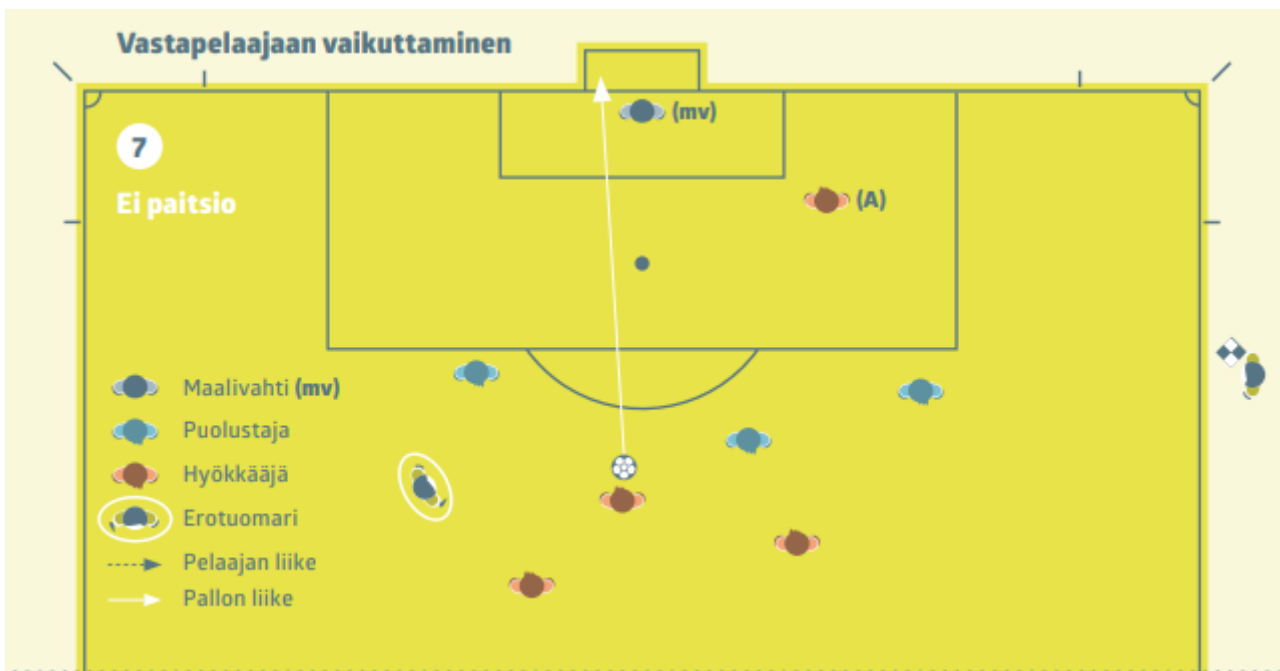 Vastapelaajaan vaikuttaminen
(mv)
7
Ei paitsio
(A)
Maalivahti (mv)
Puolustaja
Hyökkääjä
Erotuomari
Pelaajan liike
Pallon liike